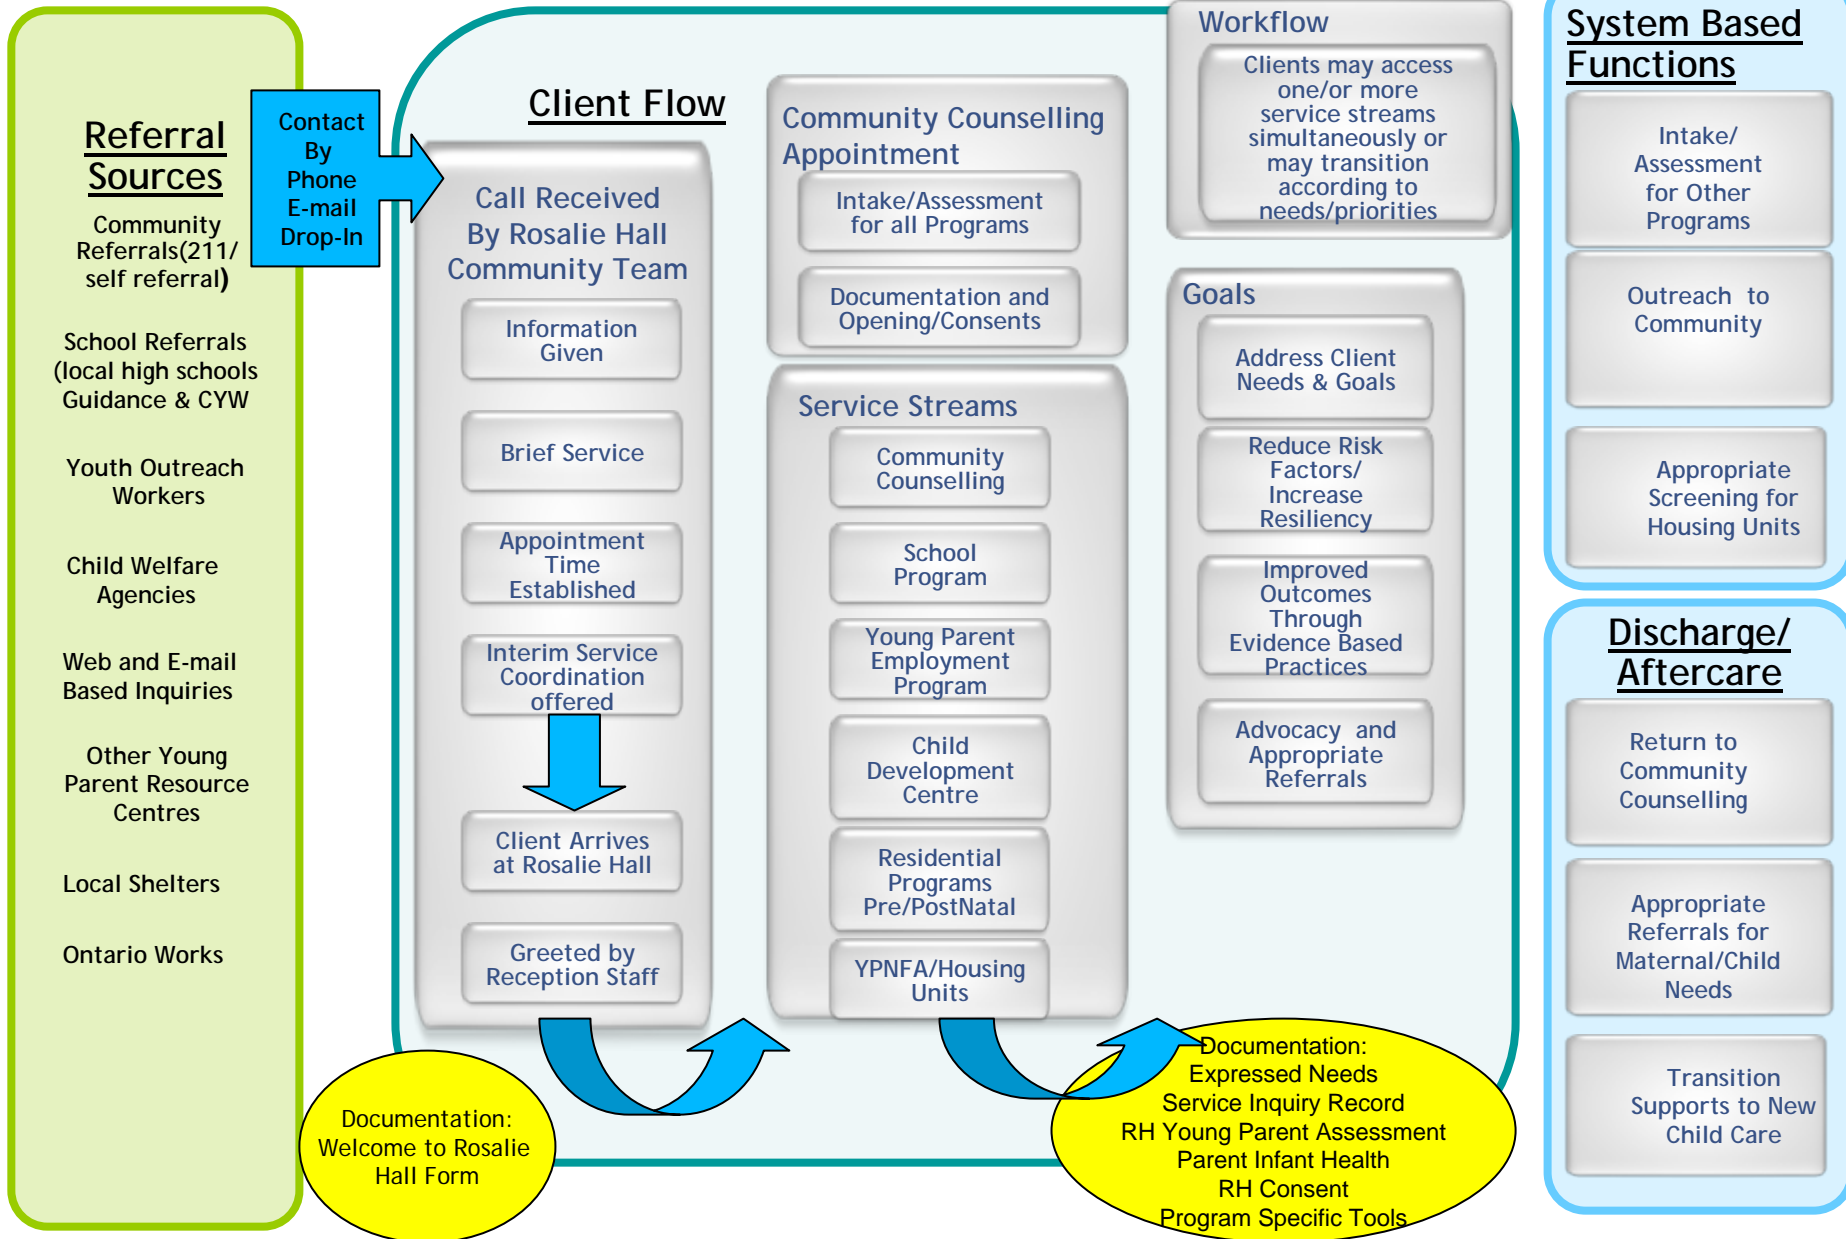 Referral
Sources
Community
Referrals(211/
self referral)
School Referrals
(local high schools
Guidance & CYW
Youth Outreach
Workers
Child Welfare
Agencies
Web and E-mail
Based Inquiries
Other Young
Parent Resource
Centres
Local Shelters
Ontario Works
Contact
By
Phone
E-mail
Drop-In
Client Flow
Call Received
By Rosalie Hall
Community Team
Information
Given
Brief Service
Appointment
Time
Established
Interim Service
Coordination
offered
Client Arrives
at Rosalie Hall
Greeted by
Reception Staff
Documentation:
Welcome to Rosalie
Hall Form
Community Counselling
Appointment
Intake/Assessment
for all Programs
Documentation and
Opening/Consents
Service Streams
Community
Counselling
School
Program
Young Parent
Employment
Program
Child
Development
Centre
Residential
Programs
Pre/PostNatal
YPNFA/Housing
Units
Workflow
Clients may access
one/or more
service streams
simultaneously or
may transition
according to
needs/priorities
Goals
Address Client
Needs & Goals
Reduce Risk
Factors/
Increase
Resiliency
Improved
Outcomes
Through
Evidence Based
Practices
Advocacy and
Appropriate
Referrals
Documentation:
Expressed Needs
Service Inquiry Record
RH Young Parent Assessment
Parent Infant Health
RH Consent
Program Specific Tools
System Based
Functions
Intake/
Assessment
for Other
Programs
Outreach to
Community
Appropriate
Screening for
Housing Units
Discharge/
Aftercare
Return to
Community
Counselling
Appropriate
Referrals for
Maternal/Child
Needs
Transition
Supports to New
Child Care